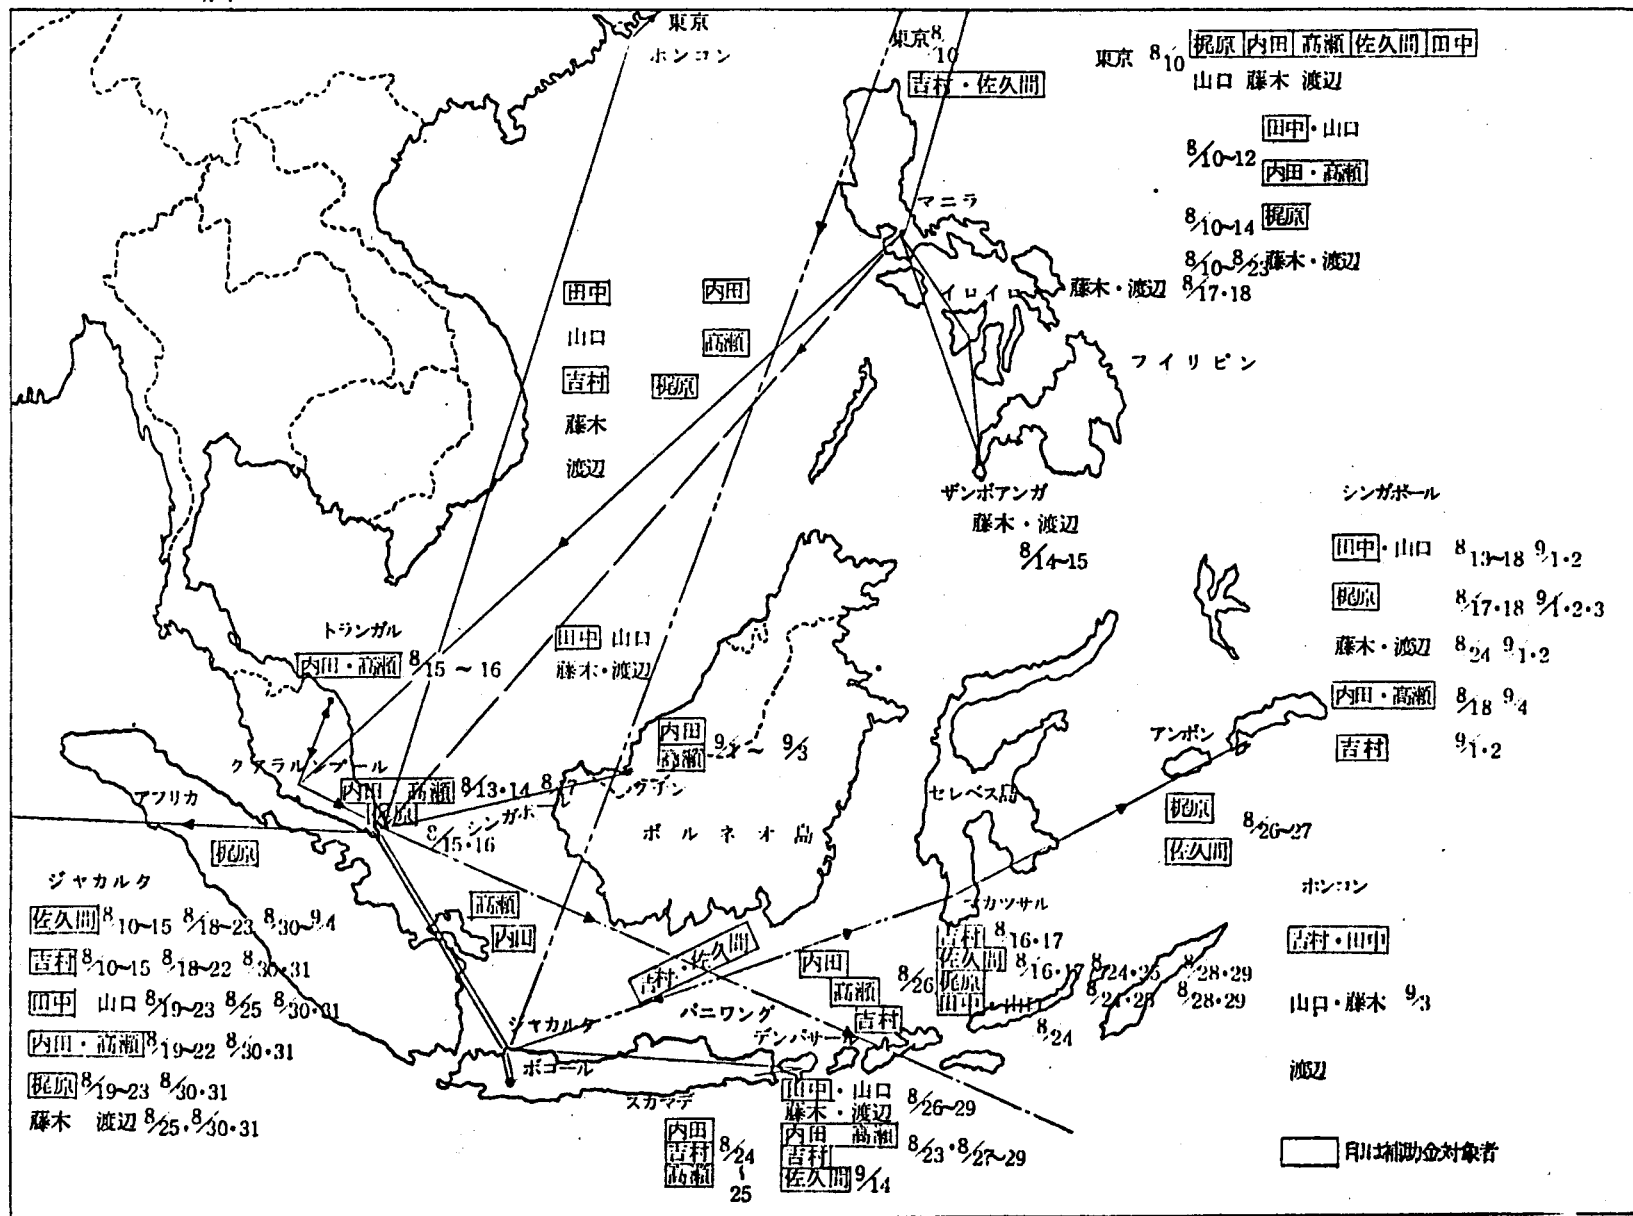 東京
ホンコン
東京8/10
吉村・佐久間
東京 8/10 梶原 内田 高瀬 佐久間 田中
山口 藤木 渡辺
8/10~12
田中・山口
内田・高瀬
8/10~14 梶原
8/10~8/23藤木・渡辺
マニラ
イロイロ
藤木・渡辺 8/17・18
フイリピン
田中
山口
吉村
藤木
渡辺
内田
高瀬
梶原
ザンボアンガ
藤木・渡辺
8/14~15
シンガポール
田中・山口 8/13~18 9/1・2
梶原 8/17・18 9/1・2・3
藤木・渡辺 8/24 9/1・2
内田・高瀬 8/18 9/4
吉村 9/1・2
トランガル
内田・高瀬 8/15 ~ 16
田中 山口
藤木・渡辺
内田
高瀬
~ 9/3
クアラルンプール
内田 高瀬 8/13・14
梶原
8/15・16
シンガポール
アフリカ
梶原
ボルネオ島
セレベス島
アンボン
梶原
佐久間
8/26~27
ジャカルタ
佐久間 8/10~15 8/18~23 8/30~9/4
吉村 8/10~15 8/18~22 8/30・31
田中 山口 8/19~23 8/25 8/30・31
内田・高瀬 8/19~22 8/30・31
梶原 8/19~23 8/30・31
藤木 渡辺 8/25・8/30・31
高瀬
内田
吉村・佐久間
内田
高瀬
吉村
8/26
バニワング
デンパサール
ジャカルタ
ボゴール
スカマデ
マカツサル
吉村 8/16・17
佐久間 8/16・17 8/24・25 8/28・29
梶原
田中・山口 8/24・25 8/28・29
8/24
ホンコン
吉村・田中
山口・藤木 9/3
渡辺
田中・山口
藤木・渡辺
8/26~29
内田 高瀬
吉村
8/23・8/27~29
佐久間 9/14
内田
吉村
高瀬
8/24
~
25
印は補助金対象者